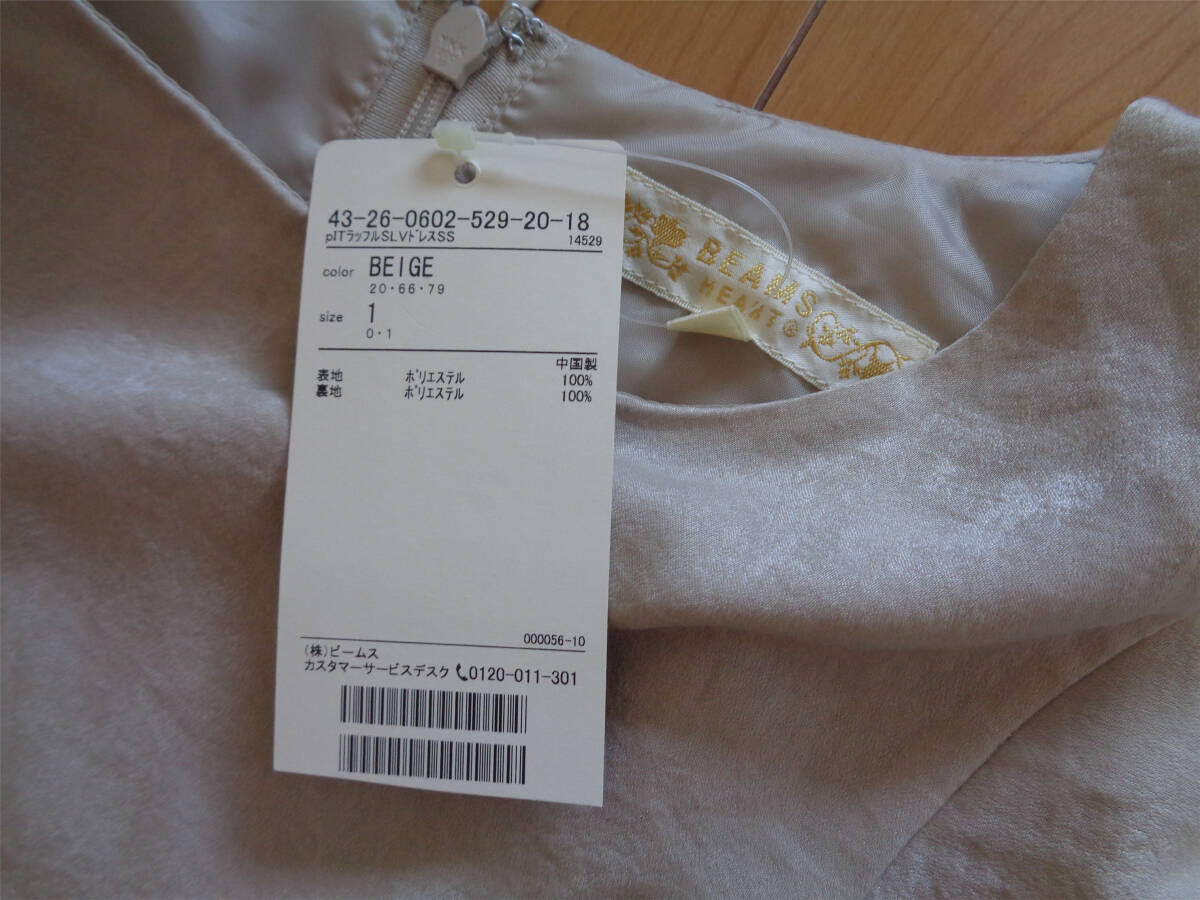 43-26-0602-529-20-18
pITラッフルSLVドレスSS 14529
color BEIGE
20・66・79
size 1
0・1
中国製
表地 ポリエステル 100%
裏地 ポリエステル 100%
000056-10
(株)ビームス
カスタマーサービスデスク 0120-011-301
BEAMS
HEART®